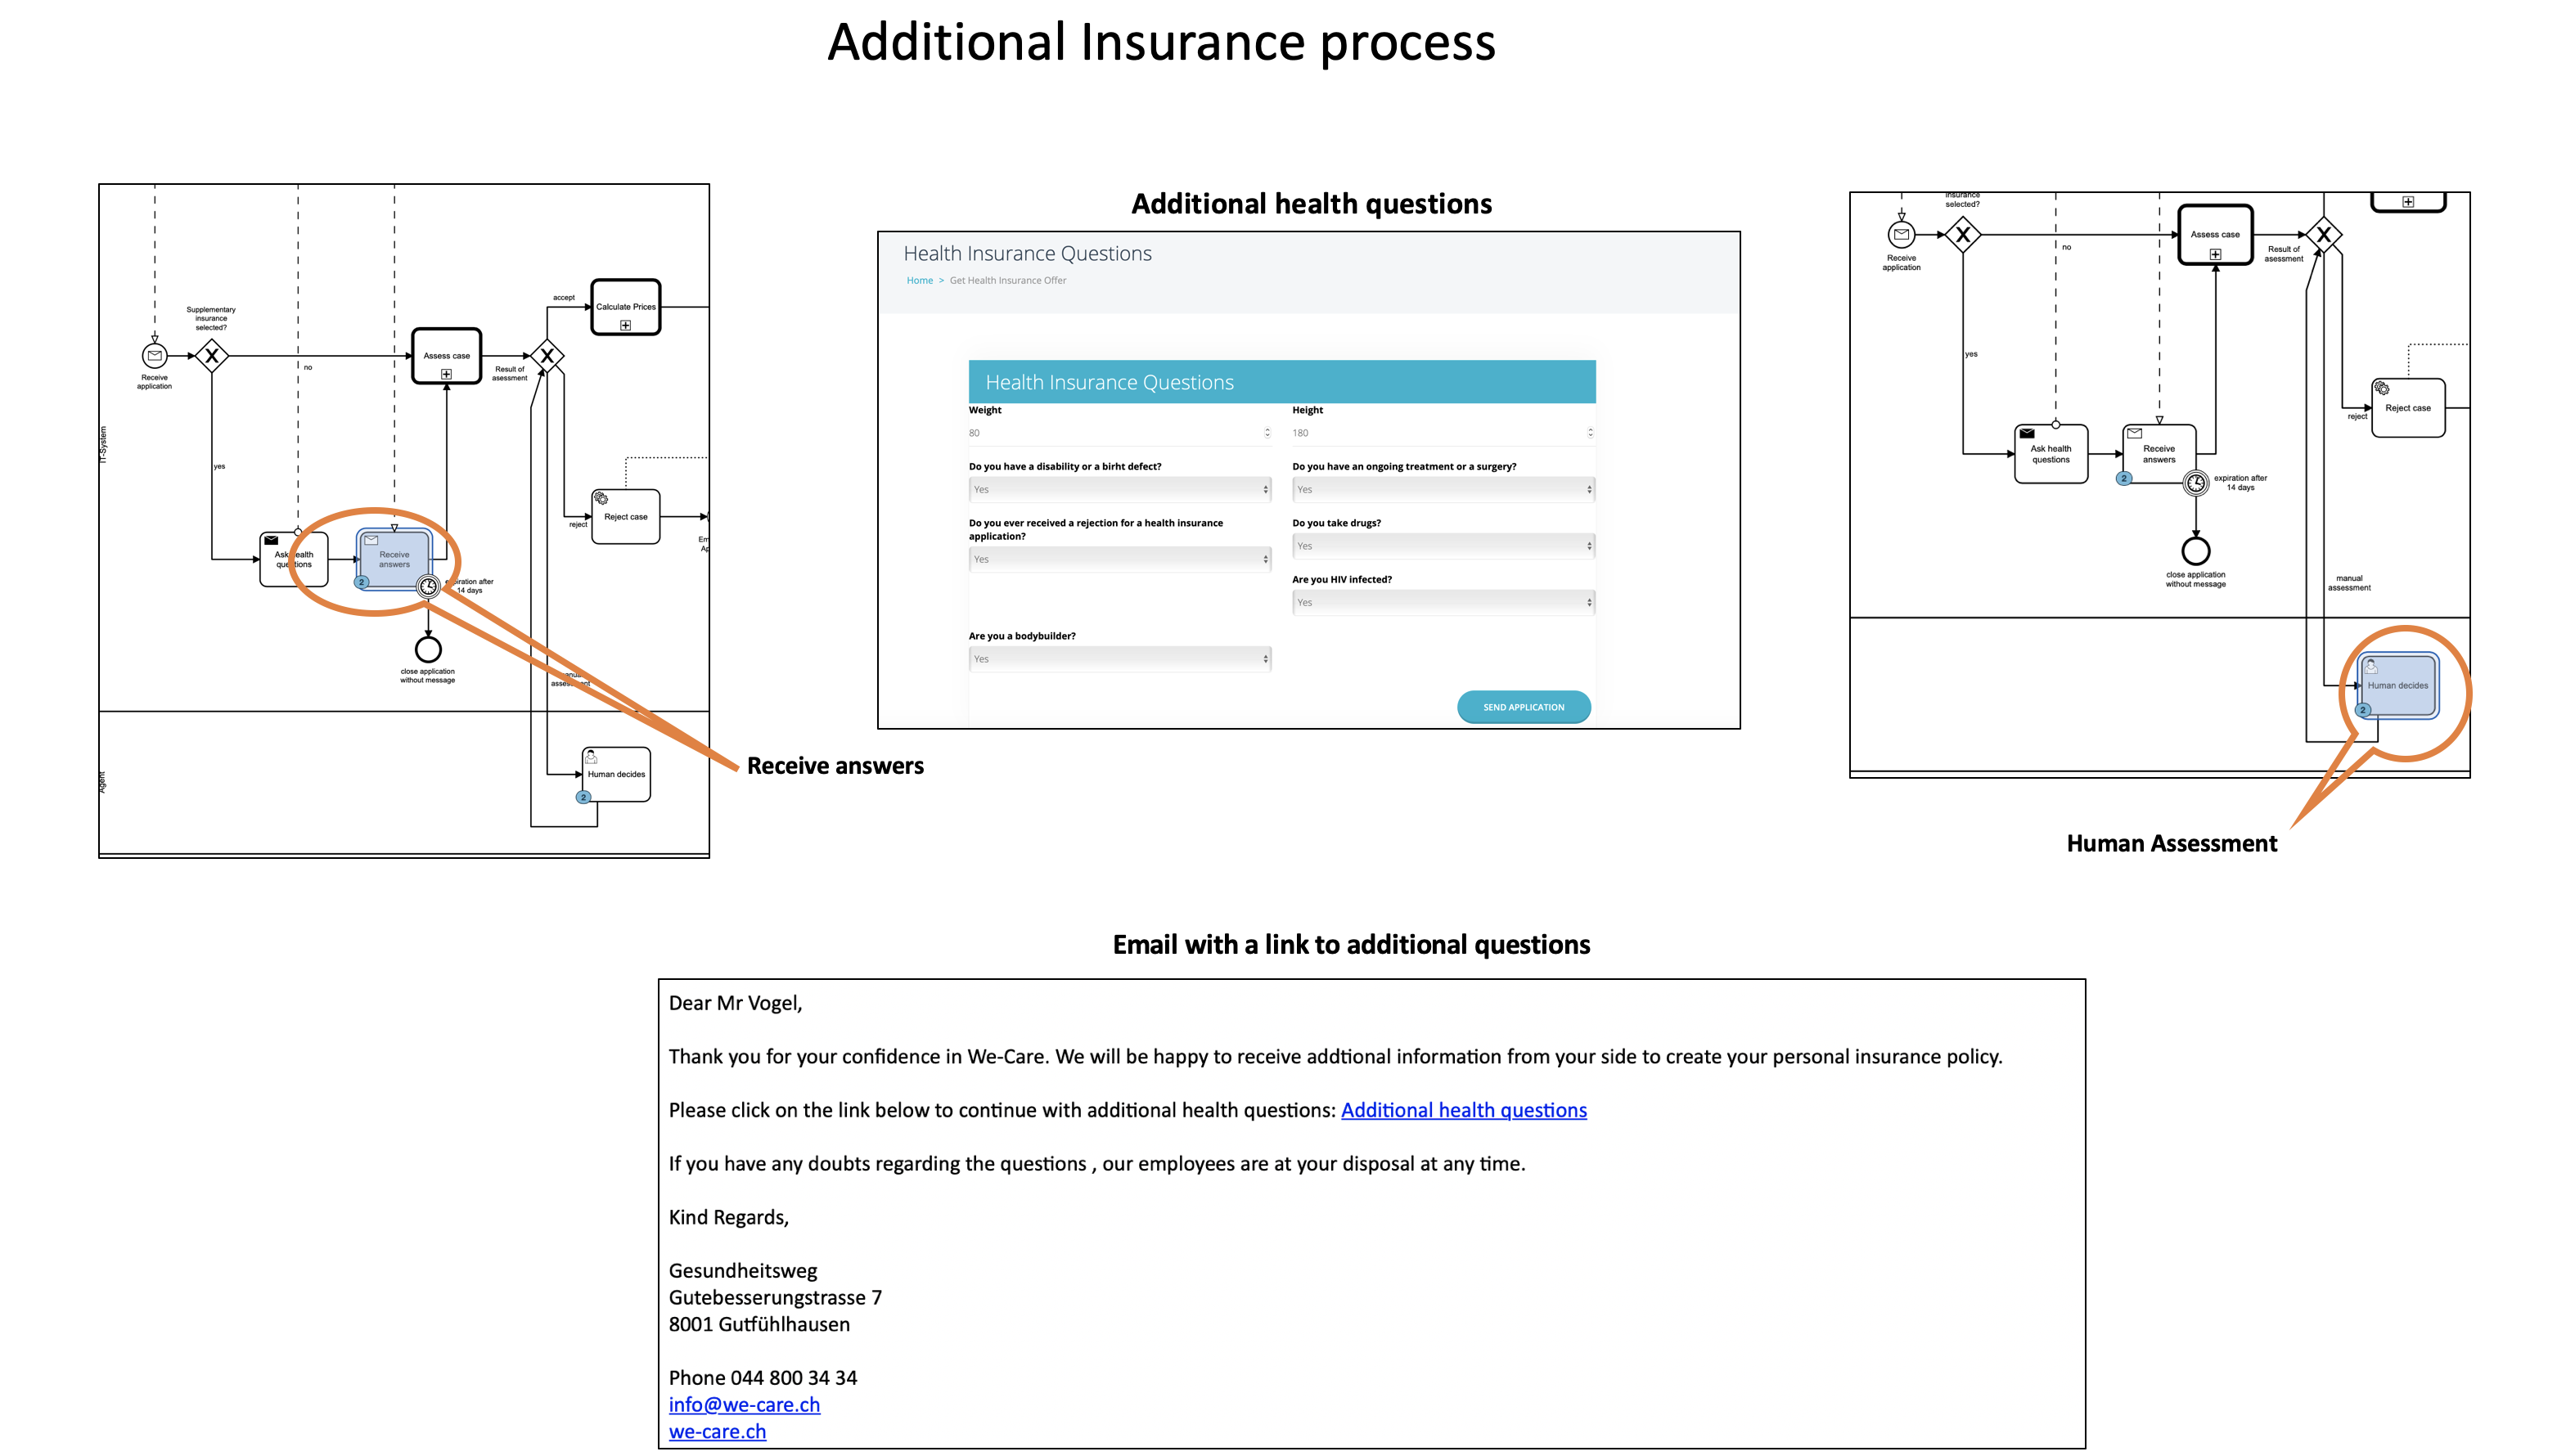 Additional Insurance process
Supplementary
insurance
selected?
Receive
application
no
yes
IT-System
Assess case
Result of
asessment
accept
Calculate Prices
reject
Reject case
Em
Ap
Receive
answers
2
14 days
close application
without message
Agent
Human decides
2
Receive answers
Additional health questions
Health Insurance Questions
Home > Get Health Insurance Offer
Health Insurance Questions
Weight
Height
80
180
Do you have a disability or a birht defect?
Do you have an ongoing treatment or a surgery?
Yes
Yes
Do you ever received a rejection for a health insurance
application?
Do you take drugs?
Yes
Yes
Are you HIV infected?
Yes
Are you a bodybuilder?
Yes
SEND APPLICATION
insurance
selected?
Receive
application
no
yes
Assess case
Result of
asessment
reject
Reject case
Ask health
questions
Receive
answers
2
expiration after
14 days
close application
without message
manual
assessment
Human decides
2
Human Assessment
Email with a link to additional questions
Dear Mr Vogel,
Thank you for your confidence in We-Care. We will be happy to receive addtional information from your side to create your personal insurance policy.
Please click on the link below to continue with additional health questions: Additional health questions
If you have any doubts regarding the questions , our employees are at your disposal at any time.
Kind Regards,
Gesundheitsweg
Gutebesserungstrasse 7
8001 Gutfühlhausen
Phone 044 800 34 34
info@we-care.ch
we-care.ch